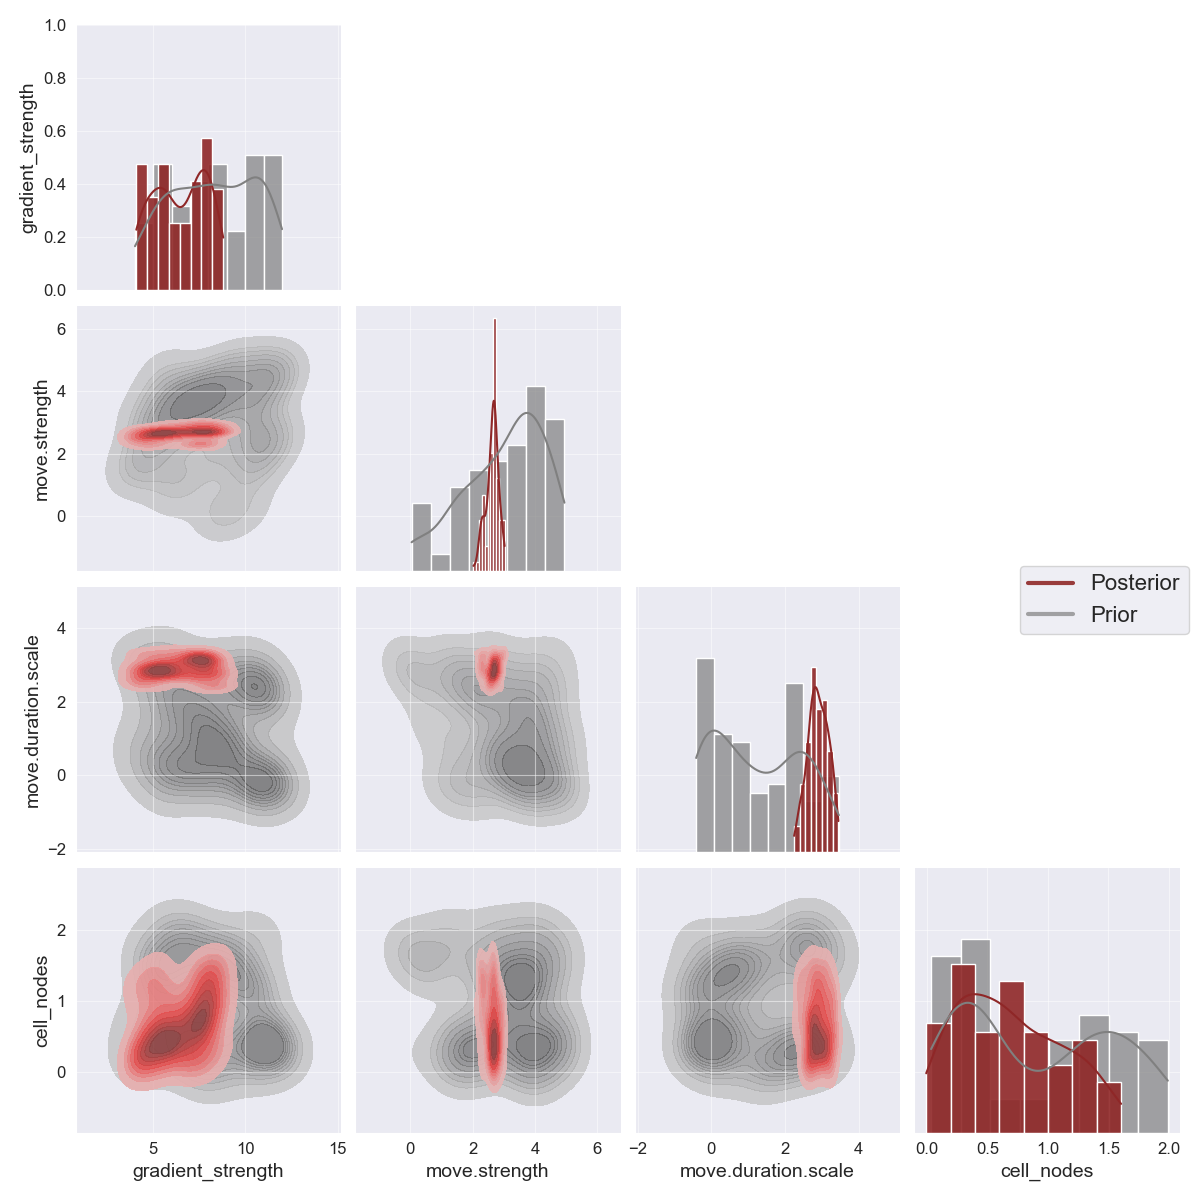 1.0
0.8
0.6
0.4
0.2
0.0
gradient_strength
6
4
2
0
move.strength
4
2
0
−2
move.duration.scale
Posterior
Prior
2
1
0
cell_nodes
5 10 15
gradient_strength
0 2 4 6
move.strength
−2 0 2 4
move.duration.scale
0.0 0.5 1.0 1.5 2.0
cell_nodes